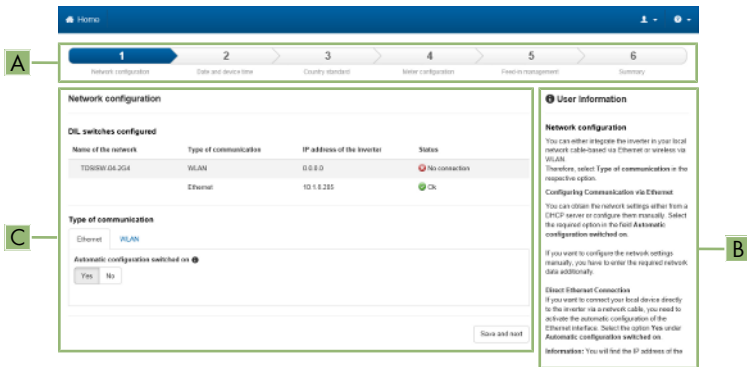 Home
1 2 3 4 5 6
Network configuration Date and device time Country standard Meter configuration Feed-in management Summary
A
Network configuration
DIL switches configured
Name of the network Type of communication IP address of the inverter Status
WLAN 0.0.0.0 No connection
Ethernet 10.1.8.285 Ok
Type of communication
Ethernet WLAN
Automatic configuration switched on
Yes No
Save and next
C
User Information
Network configuration
You can either integrate the inverter in your local
network cable-based via Ethernet or wireless via
WLAN.
Therefore, select Type of communication in the
respective option.
Configuring Communication via Ethernet
You can obtain the network settings either from a
DHCP server or configure them manually. Select
the required option in the field Automatic
configuration switched on.
If you want to configure the network settings
manually, you have to enter the required network
data additionally.
Direct Ethernet Connection
If you want to connect your local device directly
to the inverter via a network cable, you need to
activate the automatic configuration of the
Ethernet interface. Select the option Yes under
Automatic configuration switched on.
Information: You will find the IP address of the
B